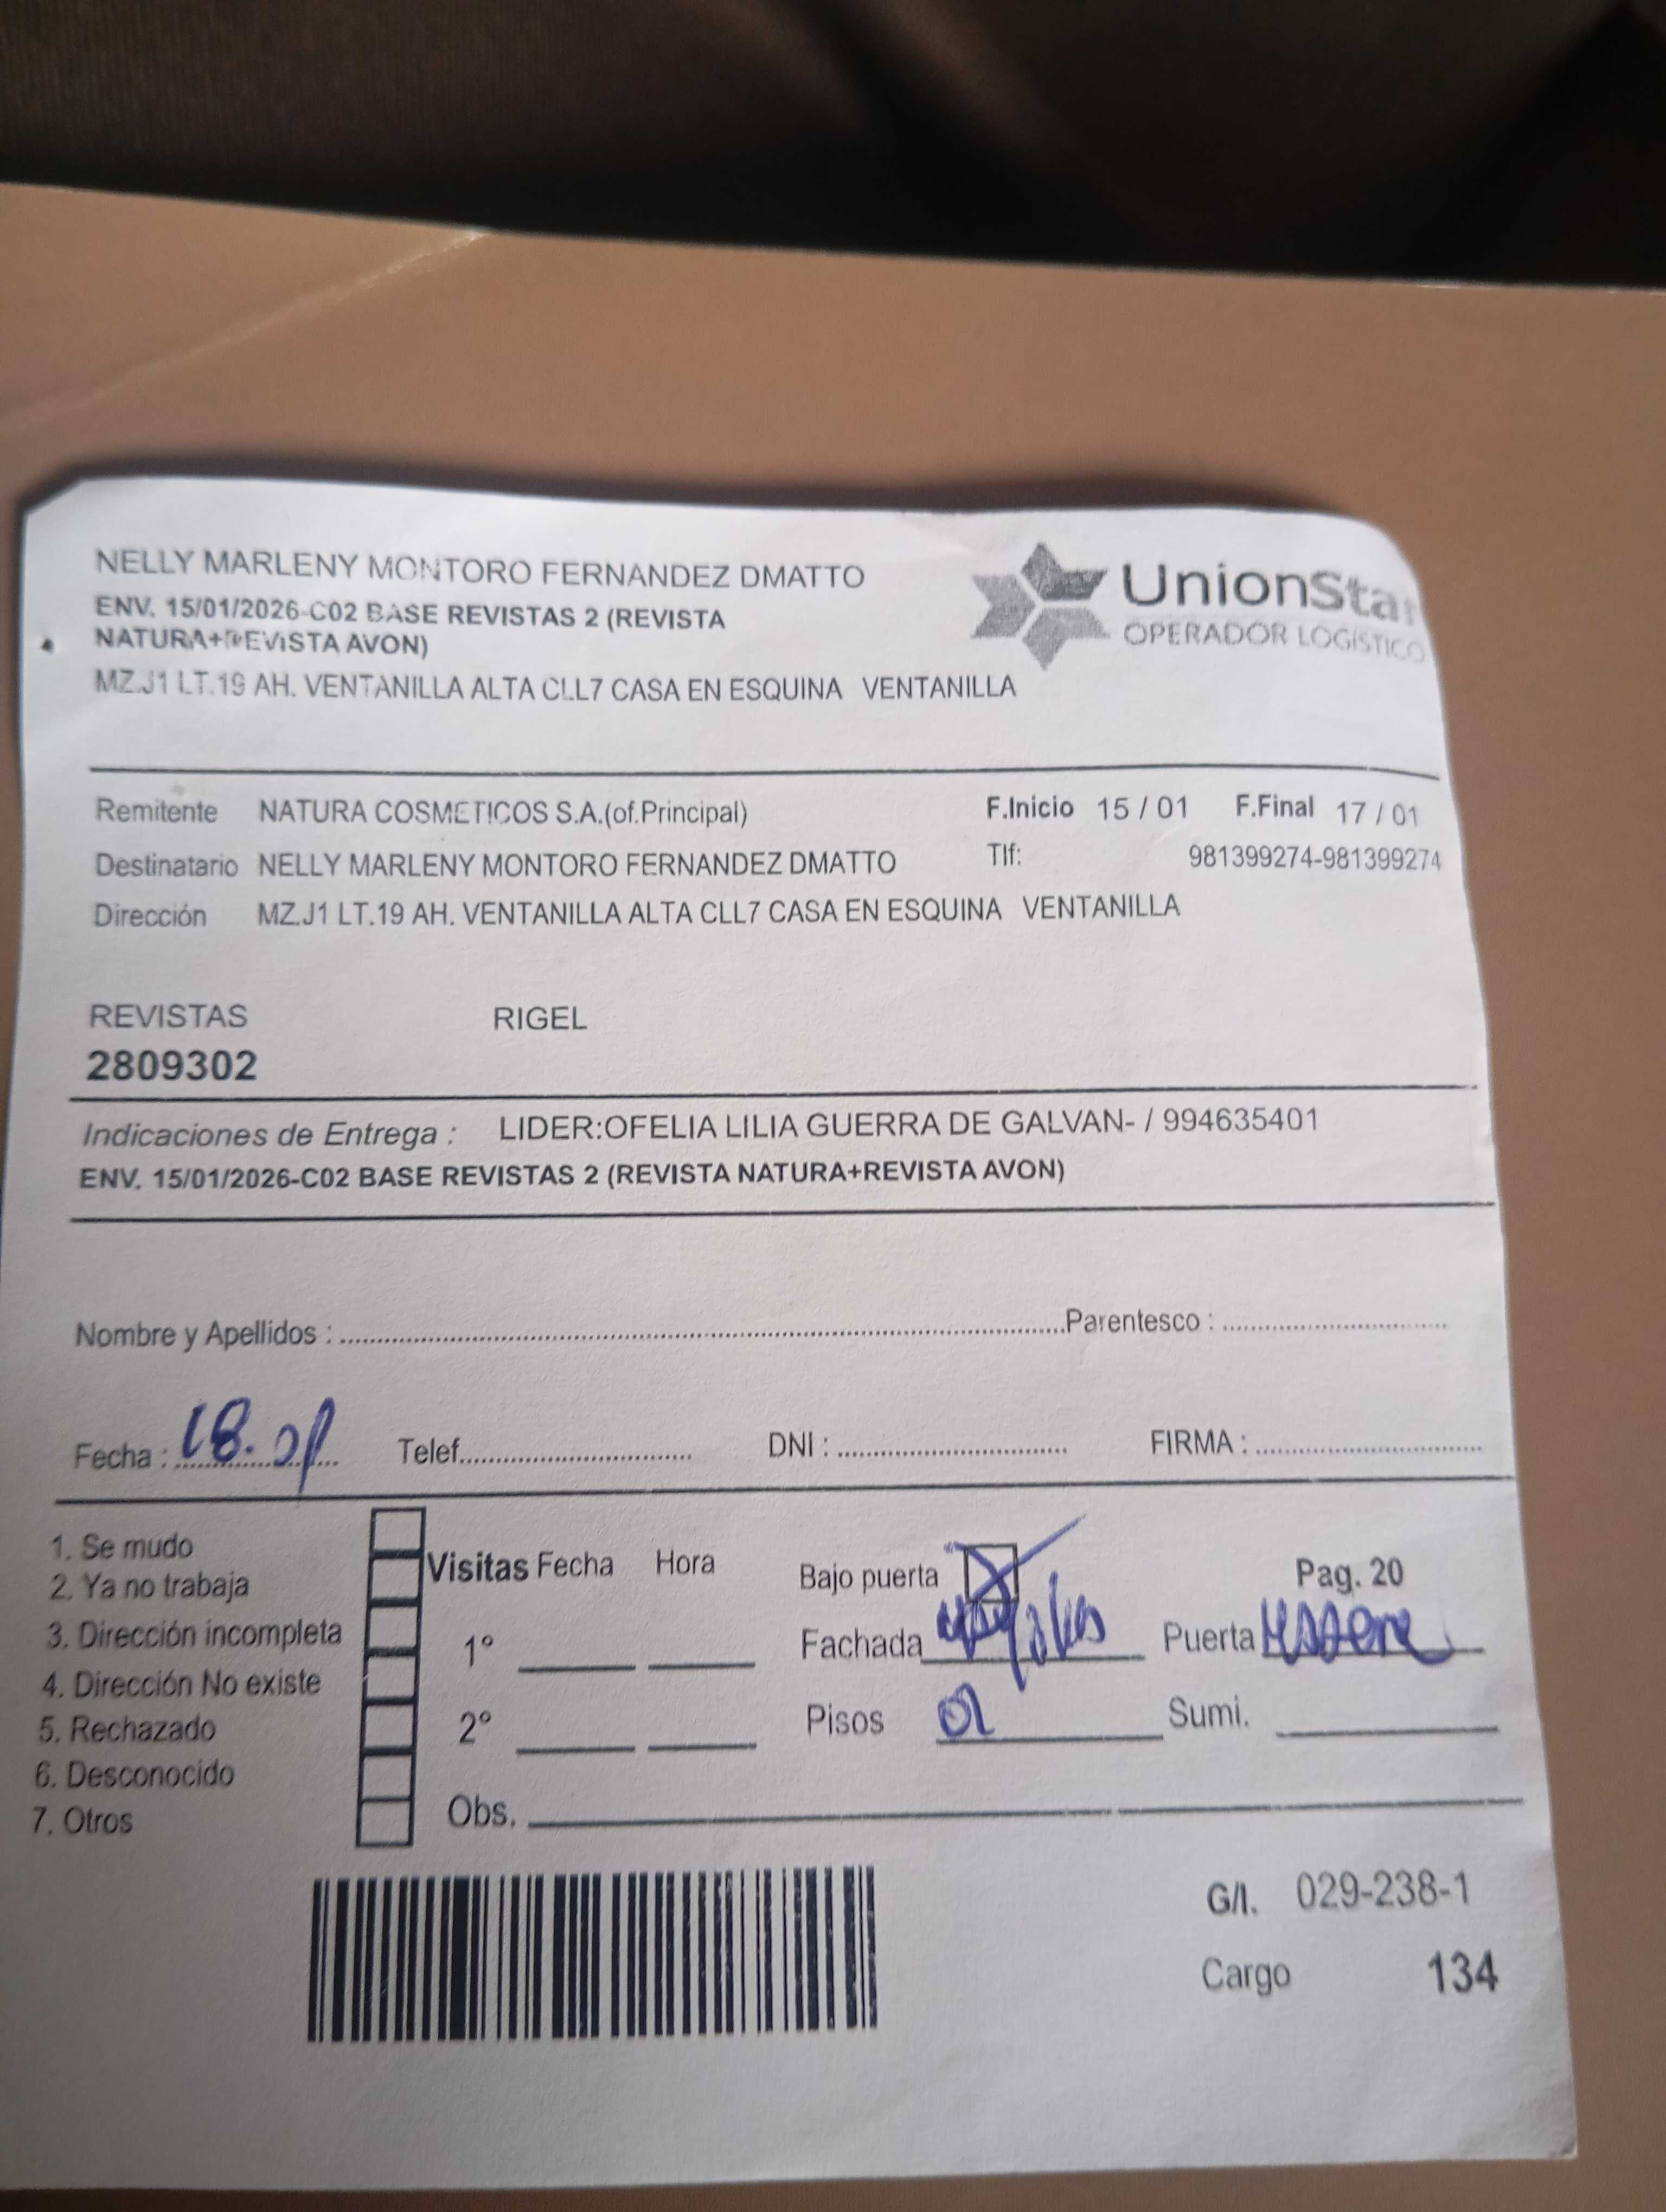 NELLY MARLENY MONTORO FERNANDEZ DMATTO
ENV. 15/01/2026-C02 BASE REVISTAS 2 (REVISTA
NATURA+REVISTA AVON)
MZ.J1 LT.19 AH. VENTANILLA ALTA CLL7 CASA EN ESQUINA VENTANILLA
UnionStar
OPERADOR LOGÍSTICO
Remitente NATURA COSMETICOS S.A.(of.Principal) F.Inicio 15 / 01 F.Final 17 / 01
Destinatario NELLY MARLENY MONTORO FERNANDEZ DMATTO Tlf: 981399274-981399274
Dirección MZ.J1 LT.19 AH. VENTANILLA ALTA CLL7 CASA EN ESQUINA VENTANILLA
REVISTAS RIGEL
2809302
Indicaciones de Entrega : LIDER:OFELIA LILIA GUERRA DE GALVAN- / 994635401
ENV. 15/01/2026-C02 BASE REVISTAS 2 (REVISTA NATURA+REVISTA AVON)
Nombre y Apellidos : Parentesco :
Fecha : 18.01 Telef. DNI : FIRMA :
1. Se mudo
2. Ya no trabaja
3. Dirección incompleta
4. Dirección No existe
5. Rechazado
6. Desconocido
7. Otros
Visitas Fecha Hora
1°
2°
Obs.
Bajo puerta Pag. 20
Fachada Puerta
Pisos 01 Sumi.
G/I. 029-238-1
Cargo 134